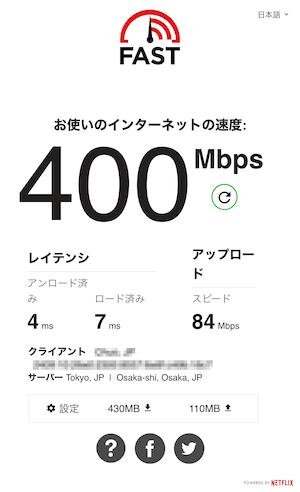 日本語
FAST
お使いのインターネットの速度:
400 Mbps
レイテンシ
アップロード
アンロード済み
ロード済み
スピード
4 ms
7 ms
84 Mbps
クライアント
サーバー Tokyo, JP | Osaka-shi, Osaka, JP
設定 430MB 110MB
?
POWERED BY NETFLIX